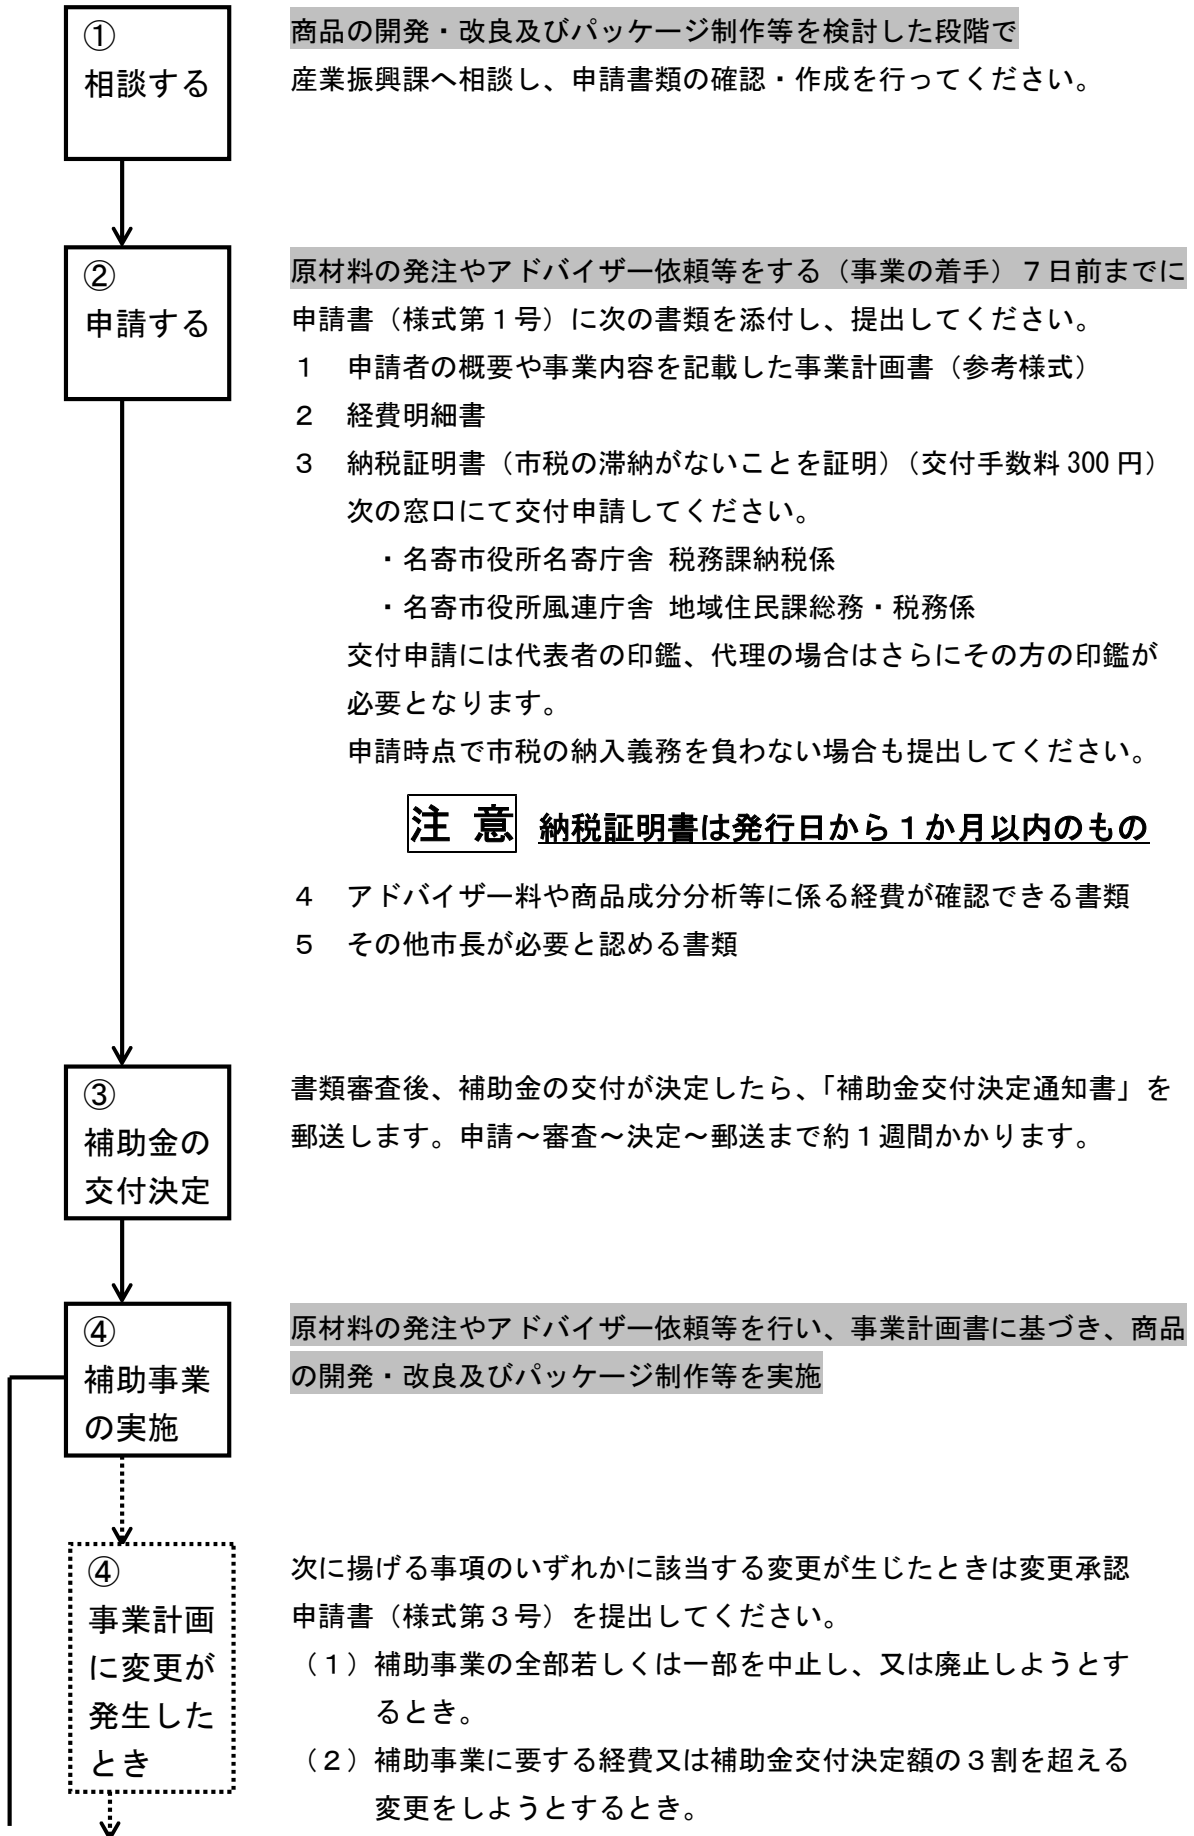 ①
相談する
商品の開発・改良及びパッケージ制作等を検討した段階で
産業振興課へ相談し、申請書類の確認・作成を行ってください。
②
申請する
原材料の発注やアドバイザー依頼等をする（事業の着手）７日前までに
申請書（様式第１号）に次の書類を添付し、提出してください。
１　申請者の概要や事業内容を記載した事業計画書（参考様式）
２　経費明細書
３　納税証明書（市税の滞納がないことを証明）（交付手数料 300 円）
次の窓口にて交付申請してください。
・名寄市役所名寄庁舎 税務課納税係
・名寄市役所風連庁舎 地域住民課総務・税務係
交付申請には代表者の印鑑、代理の場合はさらにその方の印鑑が
必要となります。
申請時点で市税の納入義務を負わない場合も提出してください。
注 意 納税証明書は発行日から１か月以内のもの
４　アドバイザー料や商品成分分析等に係る経費が確認できる書類
５　その他市長が必要と認める書類
③
補助金の
交付決定
書類審査後、補助金の交付が決定したら、「補助金交付決定通知書」を
郵送します。申請～審査～決定～郵送まで約１週間かかります。
④
補助事業
の実施
原材料の発注やアドバイザー依頼等を行い、事業計画書に基づき、商品
の開発・改良及びパッケージ制作等を実施
④
事業計画
に変更が
発生した
とき
次に揚げる事項のいずれかに該当する変更が生じたときは変更承認
申請書（様式第３号）を提出してください。
（１）補助事業の全部若しくは一部を中止し、又は廃止しようとす
るとき。
（２）補助事業に要する経費又は補助金交付決定額の３割を超える
変更をしようとするとき。